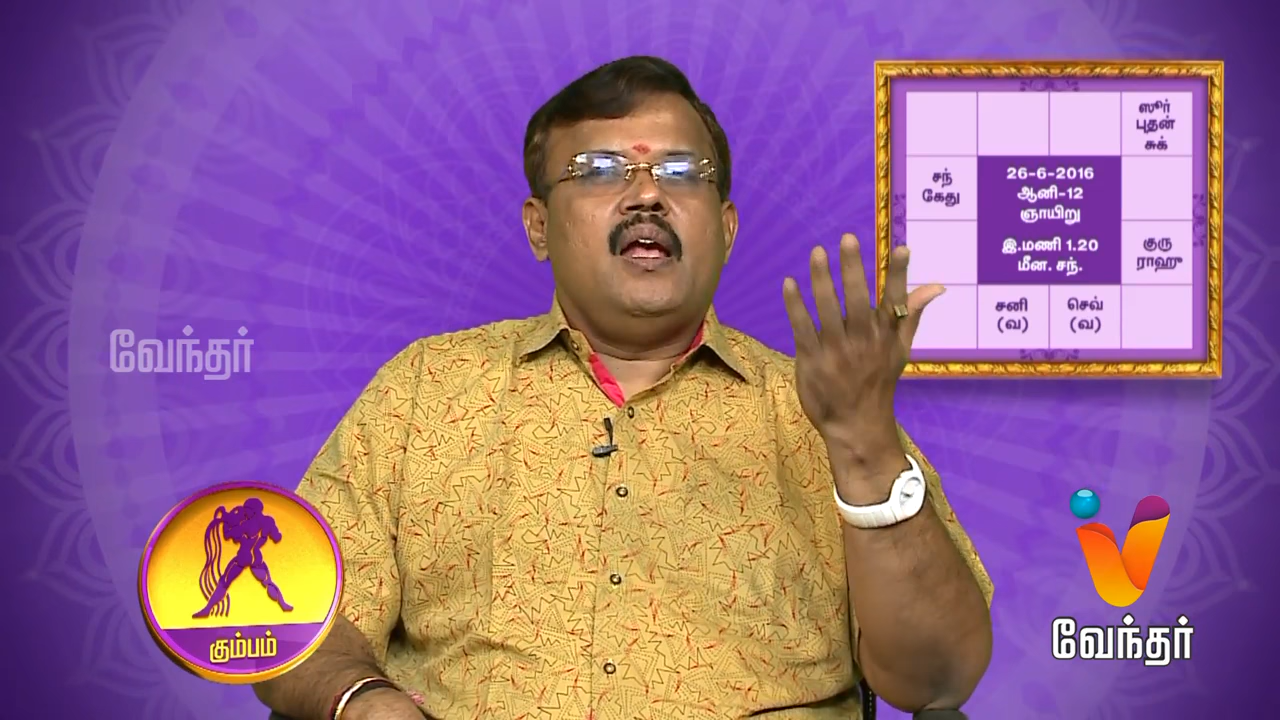 ஸூர்
புதன்
சுக்
சந்
கேது
26-6-2016
ஆனி-12
ஞாயிறு
இ.மணி 1.20
மீன. சந்.
குரு
ராஹு
சனி
(வ)
செவ்
(வ)
வேந்தர்
கும்பம்
வேந்தர்